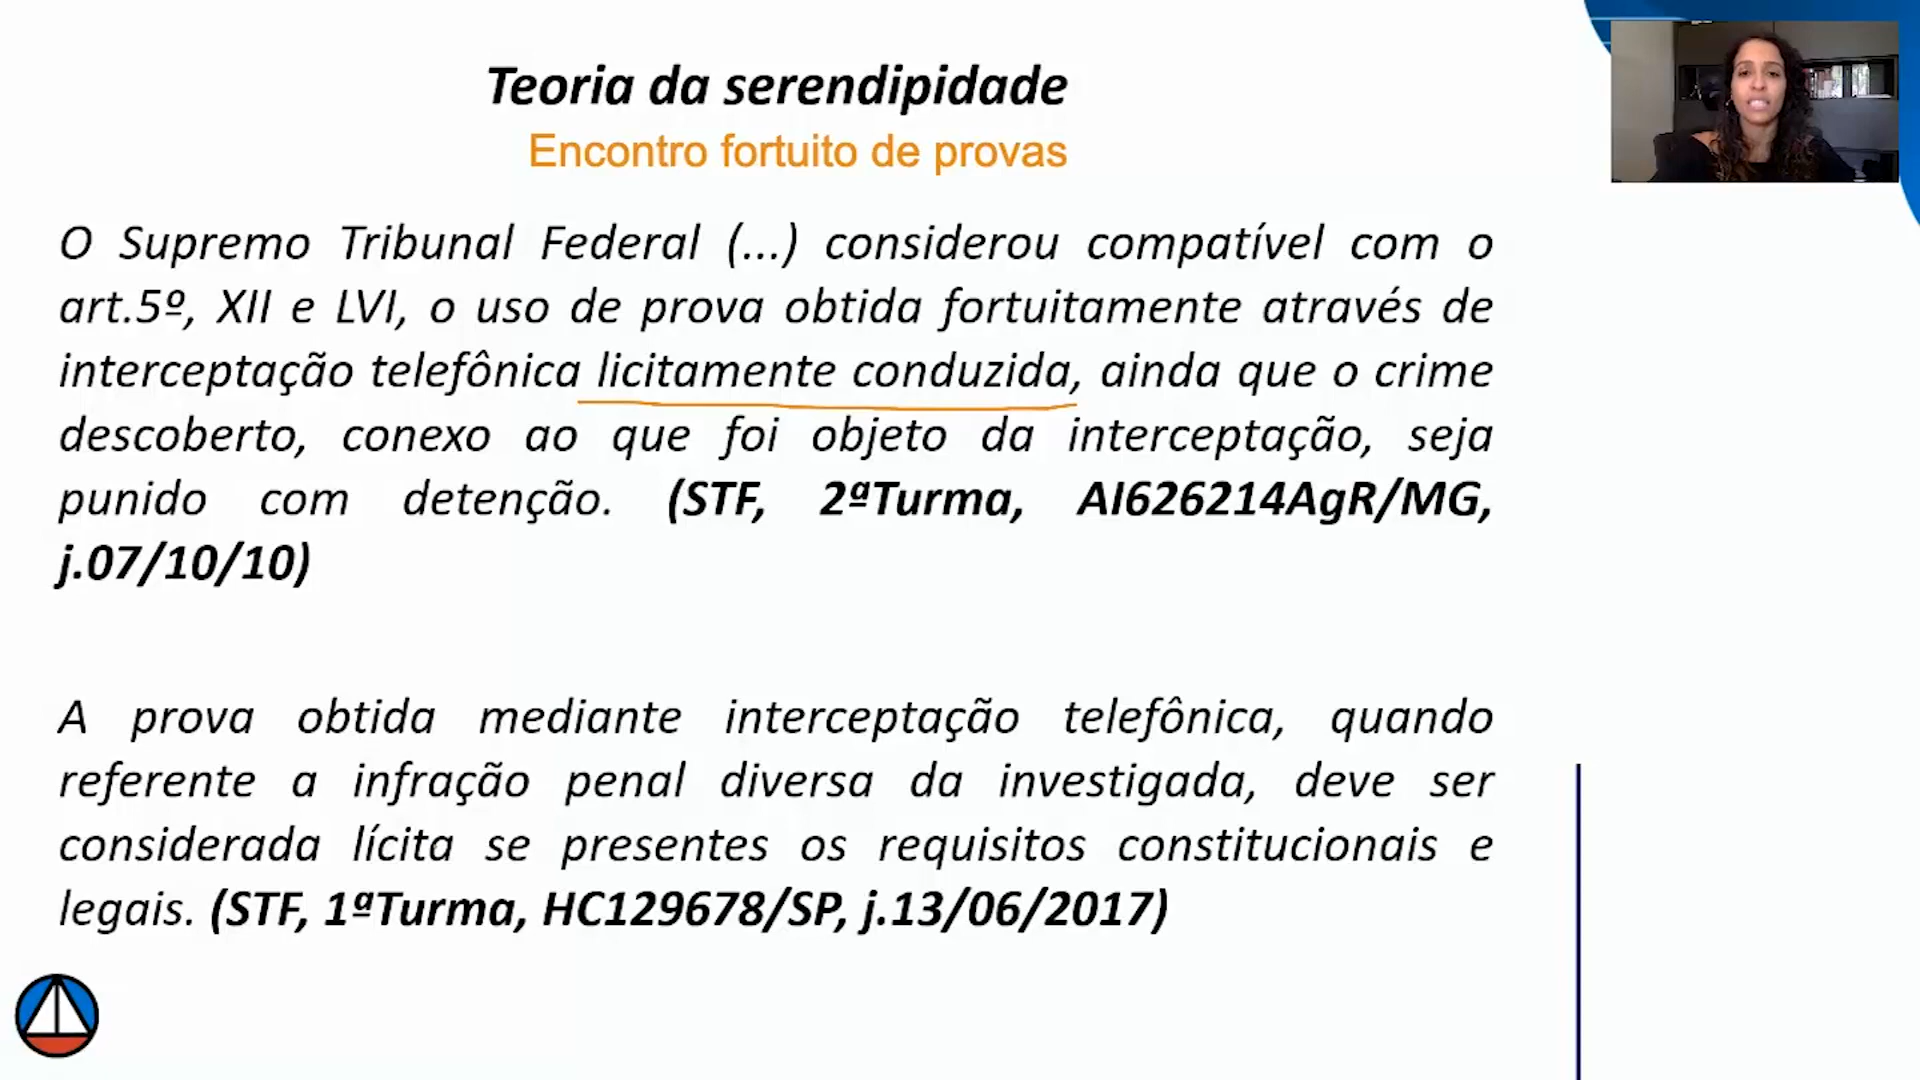 Teoria da serendipidade
Encontro fortuito de provas
O Supremo Tribunal Federal (...) considerou compatível com o
art.5º, XII e LVI, o uso de prova obtida fortuitamente através de
interceptação telefônica licitamente conduzida, ainda que o crime
descoberto, conexo ao que foi objeto da interceptação, seja
punido com detenção. (STF, 2ªTurma, AI626214AgR/MG,
j.07/10/10)
A prova obtida mediante interceptação telefônica, quando
referente a infração penal diversa da investigada, deve ser
considerada lícita se presentes os requisitos constitucionais e
legais. (STF, 1ªTurma, HC129678/SP, j.13/06/2017)